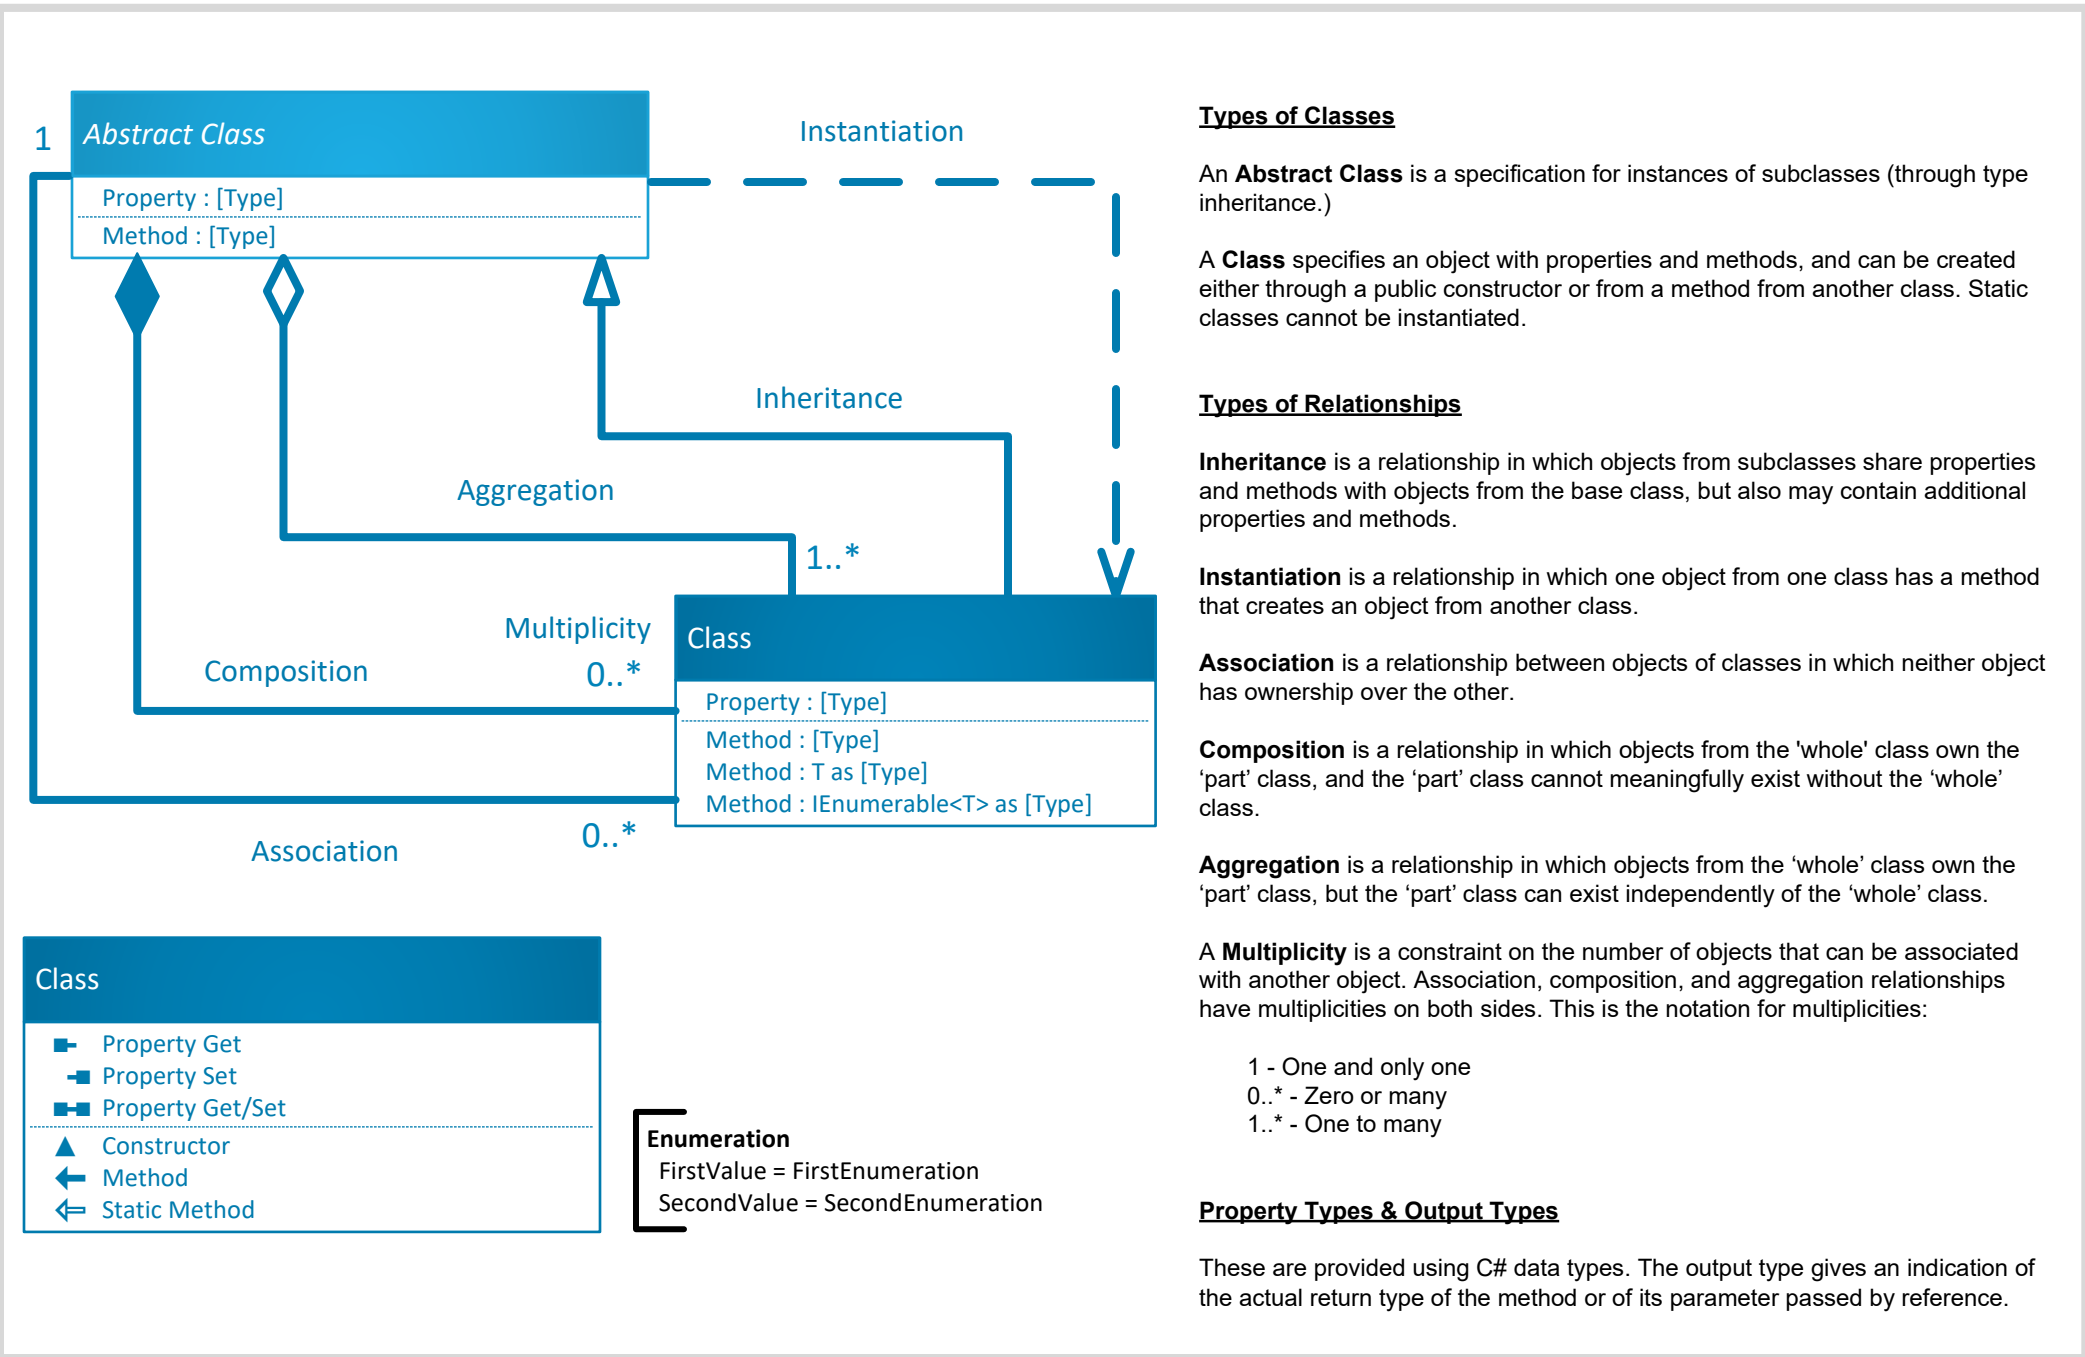 1
Abstract Class
Property : [Type]
Method : [Type]
Instantiation
Inheritance
Aggregation
1..*
Multiplicity
0..*
Composition
Class
Property : [Type]
Method : [Type]
Method : T as [Type]
Method : IEnumerable<T> as [Type]
0..*
Association
Class
Property Get
Property Set
Property Get/Set
Constructor
Method
Static Method
Enumeration
FirstValue = FirstEnumeration
SecondValue = SecondEnumeration
Types of Classes
An Abstract Class is a specification for instances of subclasses (through type
inheritance.)
A Class specifies an object with properties and methods, and can be created
either through a public constructor or from a method from another class. Static
classes cannot be instantiated.
Types of Relationships
Inheritance is a relationship in which objects from subclasses share properties
and methods with objects from the base class, but also may contain additional
properties and methods.
Instantiation is a relationship in which one object from one class has a method
that creates an object from another class.
Association is a relationship between objects of classes in which neither object
has ownership over the other.
Composition is a relationship in which objects from the 'whole' class own the
‘part’ class, and the ‘part’ class cannot meaningfully exist without the ‘whole’
class.
Aggregation is a relationship in which objects from the ‘whole’ class own the
‘part’ class, but the ‘part’ class can exist independently of the ‘whole’ class.
A Multiplicity is a constraint on the number of objects that can be associated
with another object. Association, composition, and aggregation relationships
have multiplicities on both sides. This is the notation for multiplicities:
1 - One and only one
0..* - Zero or many
1..* - One to many
Property Types & Output Types
These are provided using C# data types. The output type gives an indication of
the actual return type of the method or of its parameter passed by reference.